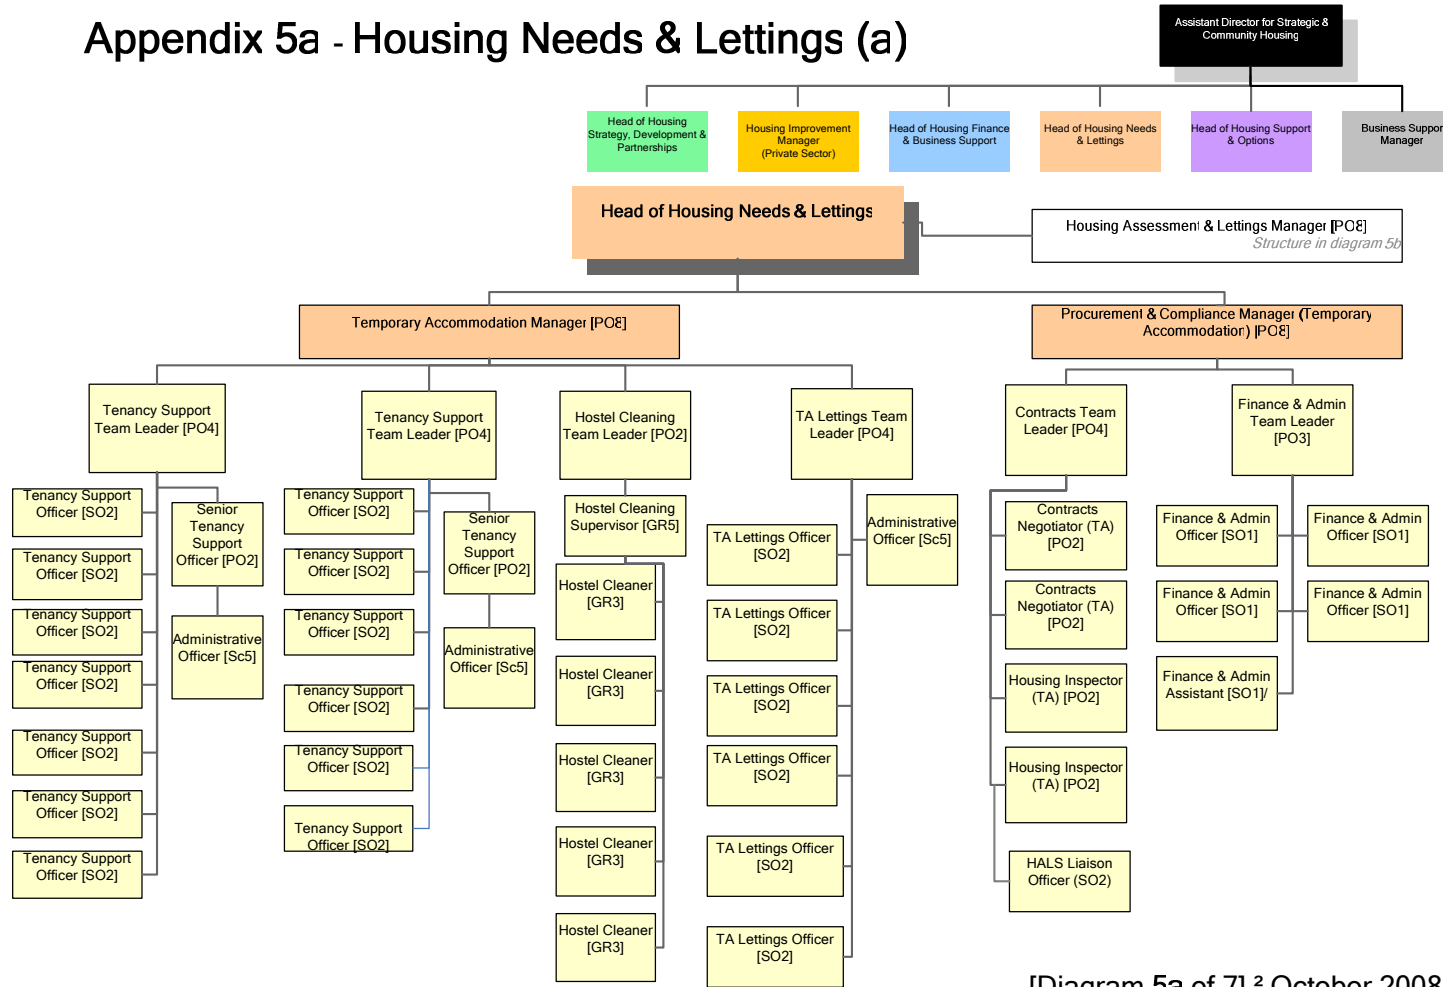 Appendix 5a - Housing Needs & Lettings (a)
Assistant Director for Strategic &
Community Housing
Head of Housing
Strategy, Development &
Partnerships
Housing Improvement
Manager
(Private Sector)
Head of Housing Finance
& Business Support
Head of Housing Needs
& Lettings
Head of Housing Support
& Options
Business Suppor
Manager
Head of Housing Needs & Lettings
Housing Assessment & Lettings Manager [PO8]
Structure in diagram 5b
Temporary Accommodation Manager [PO8]
Procurement & Compliance Manager (Temporary
Accommodation) [PO8]
Tenancy Support
Team Leader [PO4]
Tenancy Support
Officer [SO2]
Tenancy Support
Officer [SO2]
Tenancy Support
Officer [SO2]
Tenancy Support
Officer [SO2]
Tenancy Support
Officer [SO2]
Tenancy Support
Officer [SO2]
Tenancy Support
Officer [SO2]
Senior
Tenancy
Support
Officer [PO2]
Administrative
Officer [Sc5]
Tenancy Support
Team Leader [PO4]
Tenancy Support
Officer [SO2]
Tenancy Support
Officer [SO2]
Tenancy Support
Officer [SO2]
Tenancy Support
Officer [SO2]
Tenancy Support
Officer [SO2]
Tenancy Support
Officer [SO2]
Senior
Tenancy
Support
Officer [PO2]
Administrative
Officer [Sc5]
Hostel Cleaning
Team Leader [PO2]
Hostel Cleaning
Supervisor [GR5]
Hostel Cleaner
[GR3]
Hostel Cleaner
[GR3]
Hostel Cleaner
[GR3]
Hostel Cleaner
[GR3]
Hostel Cleaner
[GR3]
TA Lettings Team
Leader [PO4]
TA Lettings Officer
[SO2]
TA Lettings Officer
[SO2]
TA Lettings Officer
[SO2]
TA Lettings Officer
[SO2]
TA Lettings Officer
[SO2]
TA Lettings Officer
[SO2]
Administrative
Officer [Sc5]
Contracts Team
Leader [PO4]
Contracts
Negotiator (TA)
[PO2]
Contracts
Negotiator (TA)
[PO2]
Housing Inspector
(TA) [PO2]
Housing Inspector
(TA) [PO2]
HALS Liaison
Officer (SO2)
Finance & Admin
Team Leader
[PO3]
Finance & Admin
Officer [SO1]
Finance & Admin
Officer [SO1]
Finance & Admin
Officer [SO1]
Finance & Admin
Officer [SO1]
Finance & Admin
Assistant [SO1]/
[Diagram 5a of 7] ² October 2008